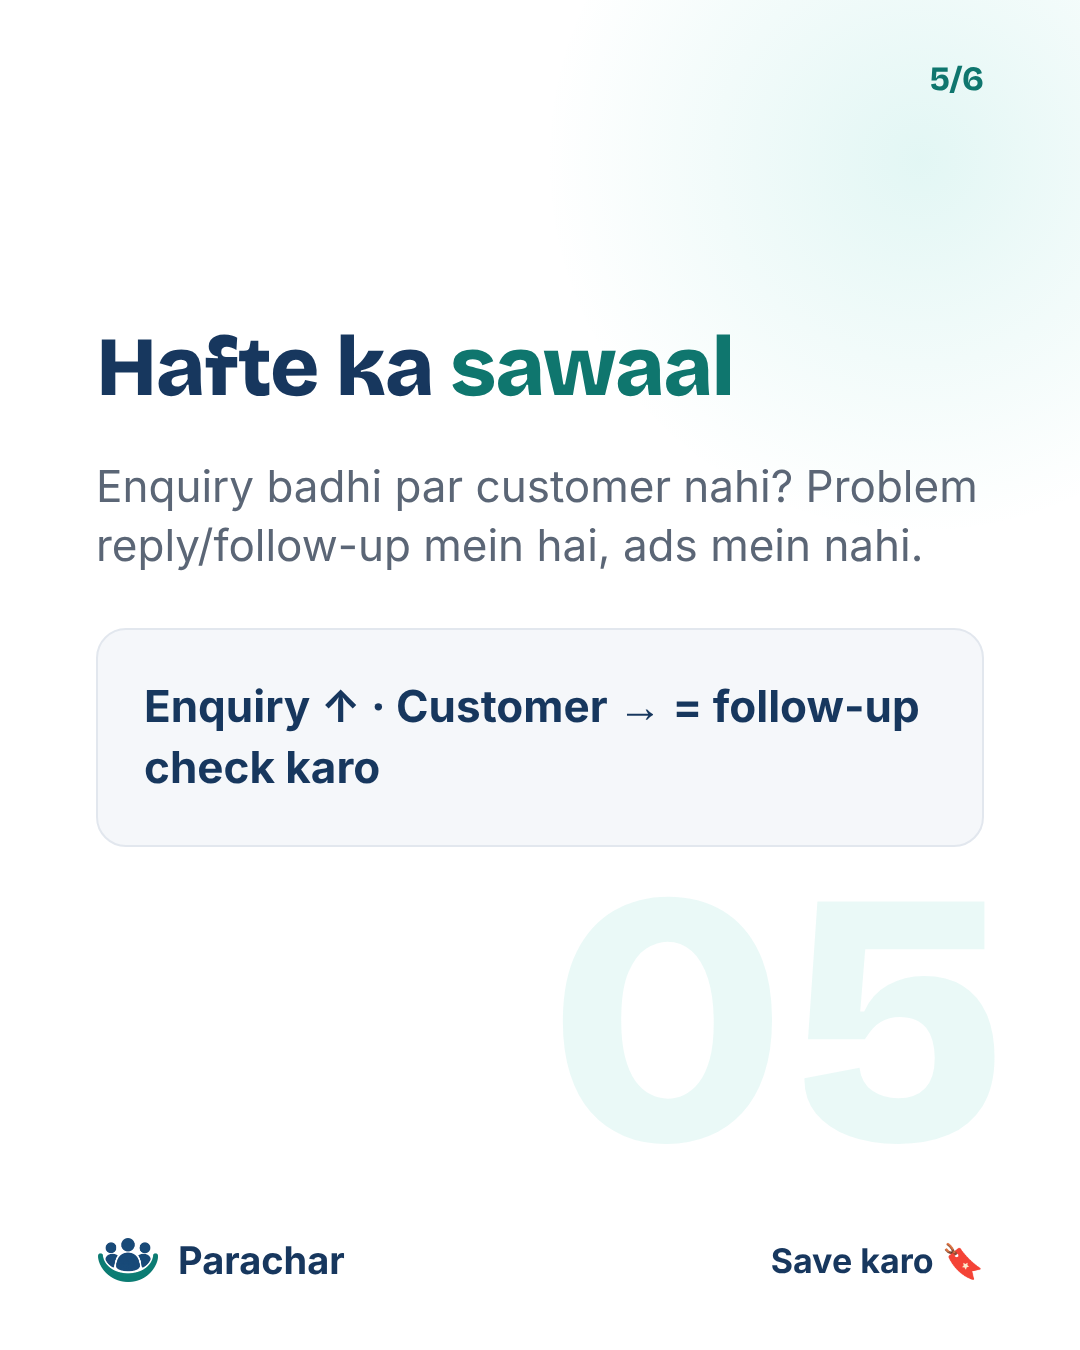 5/6
Hafte ka sawaal
Enquiry badhi par customer nahi? Problem
reply/follow-up mein hai, ads mein nahi.
Enquiry ↑ · Customer → = follow-up
check karo
05
Parachar
Save karo 🔖